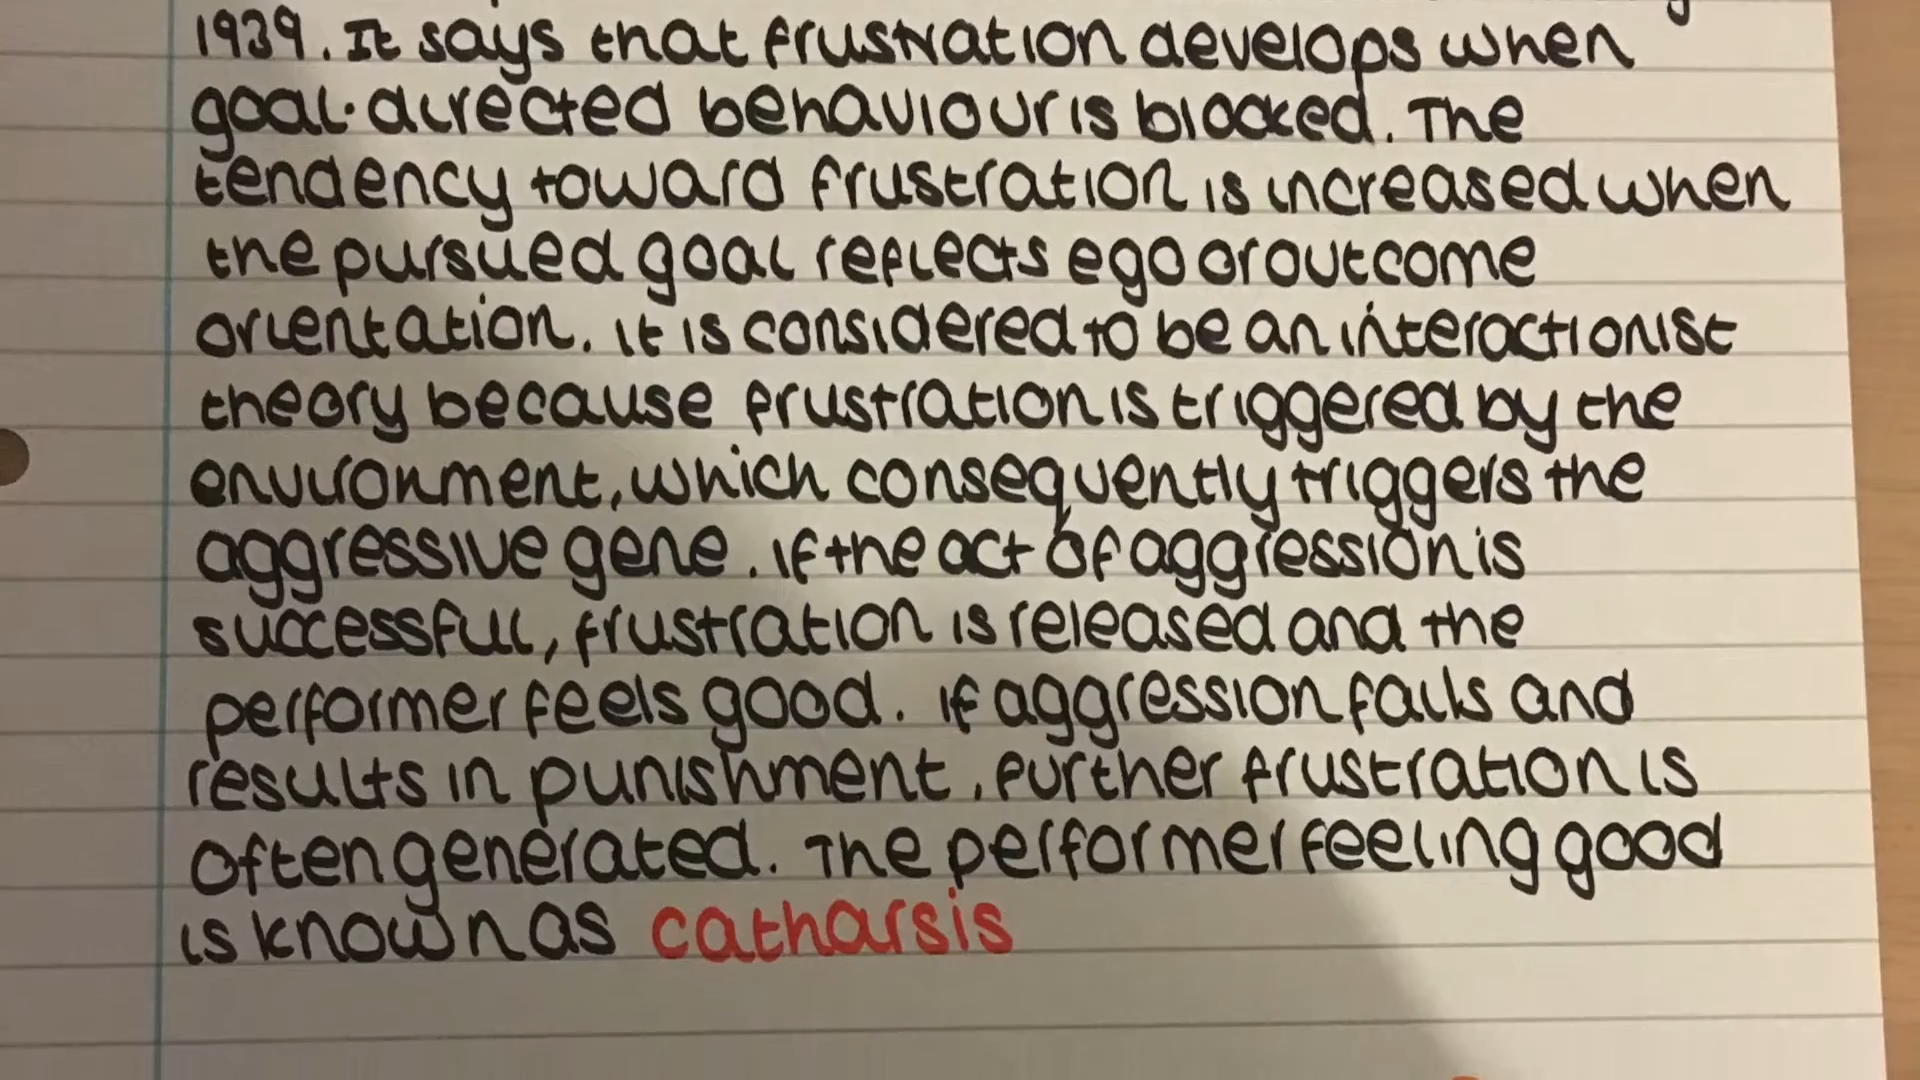 1939. It says that frustration develops when
goal-directed behaviour is blocked. The
tendency toward frustration is increased when
the pursued goal reflects ego or outcome
orientation. It is considered to be an interactionist
theory because frustration is triggered by the
environment, which consequently triggers the
aggressive gene. If the act of aggression is
successful, frustration is released and the
performer feels good. If aggression fails and
results in punishment, further frustration is
often generated. The performer feeling good
is known as catharsis